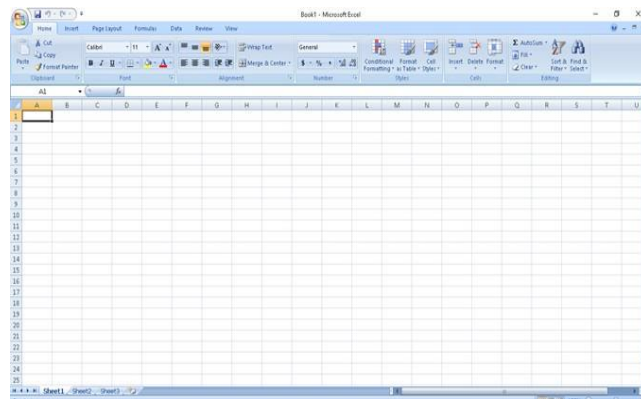 Book1 - Microsoft Excel
Home Insert Page Layout Formulas Data Review View
Cut
Copy
Format Painter
Paste
Calibri 11
B I U
Wrap Text
Merge & Center
General
$ %
Conditional Formatting
Format as Table
Cell Styles
Insert Delete Format
AutoSum
Fill
Clear
Sort & Filter
Find & Select
Clipboard Font Alignment Number Styles Cells Editing
A1 fx
A B C D E F G H I J K L M N O P Q R S T U
1
2
3
4
5
6
7
8
9
10
11
12
13
14
15
16
17
18
19
20
21
22
23
24
25
Sheet1 Sheet2 Sheet3